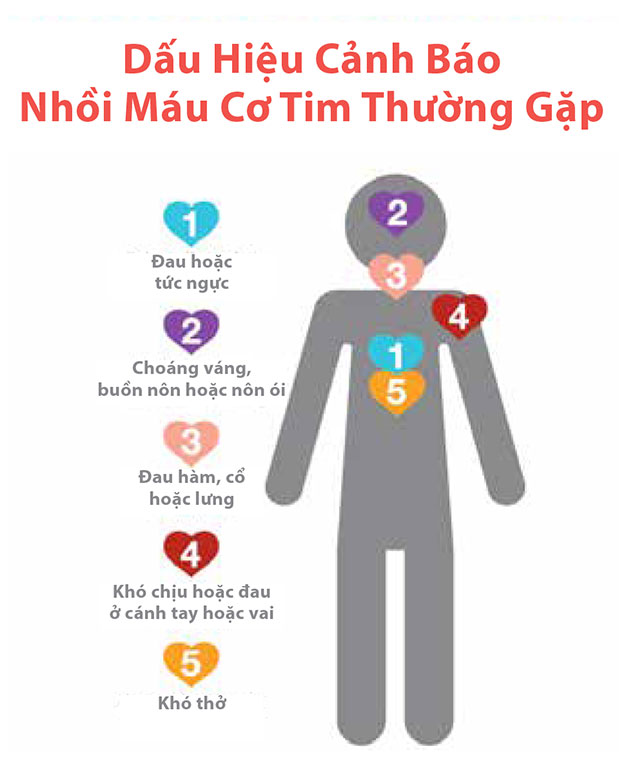 Dấu Hiệu Cảnh Báo
Nhồi Máu Cơ Tim Thường Gặp
1
Đau hoặc
tức ngực
2
Choáng váng,
buồn nôn hoặc nôn ói
3
Đau hàm, cổ
hoặc lưng
4
Khó chịu hoặc đau
ở cánh tay hoặc vai
5
Khó thở
2
3
4
1
5